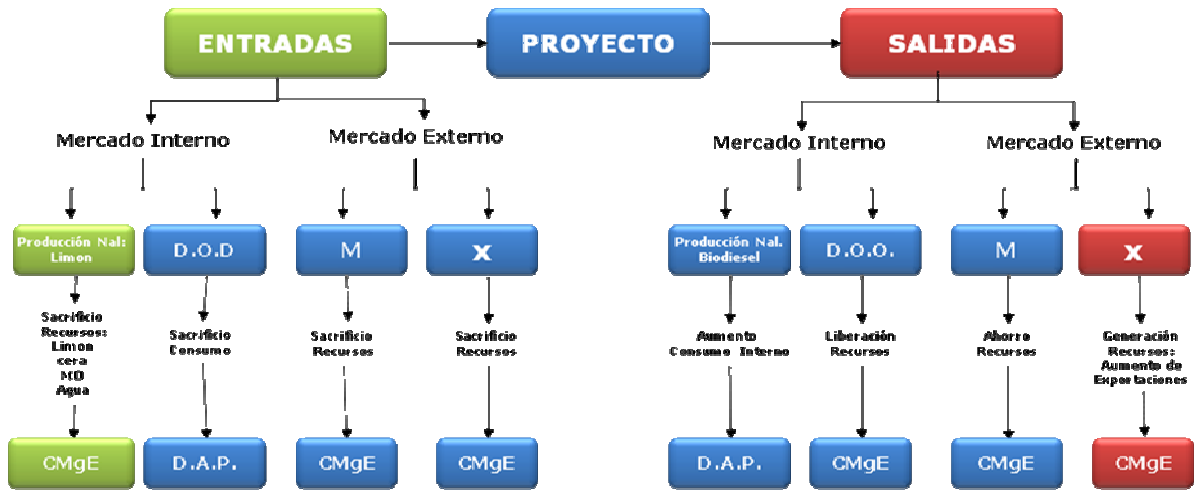 ENTRADAS
PROYECTO
SALIDAS
Mercado Interno
Mercado Externo
Mercado Interno
Mercado Externo
Producción Nal:
Limon
D.O.D
M
X
Producción Nal.
Biodiesel
D.O.O.
M
X
Sacrificio
Recursos:
Limon
cera
MO
Agua
Sacrificio
Consumo
Sacrificio
Recursos
Sacrificio
Recursos
Aumento
Consumo Interno
Liberación
Recursos
Ahorro
Recursos
Generación
Recursos:
Aumento de
Exportaciones
CMgE
D.A.P.
CMgE
CMgE
D.A.P.
CMgE
CMgE
CMgE